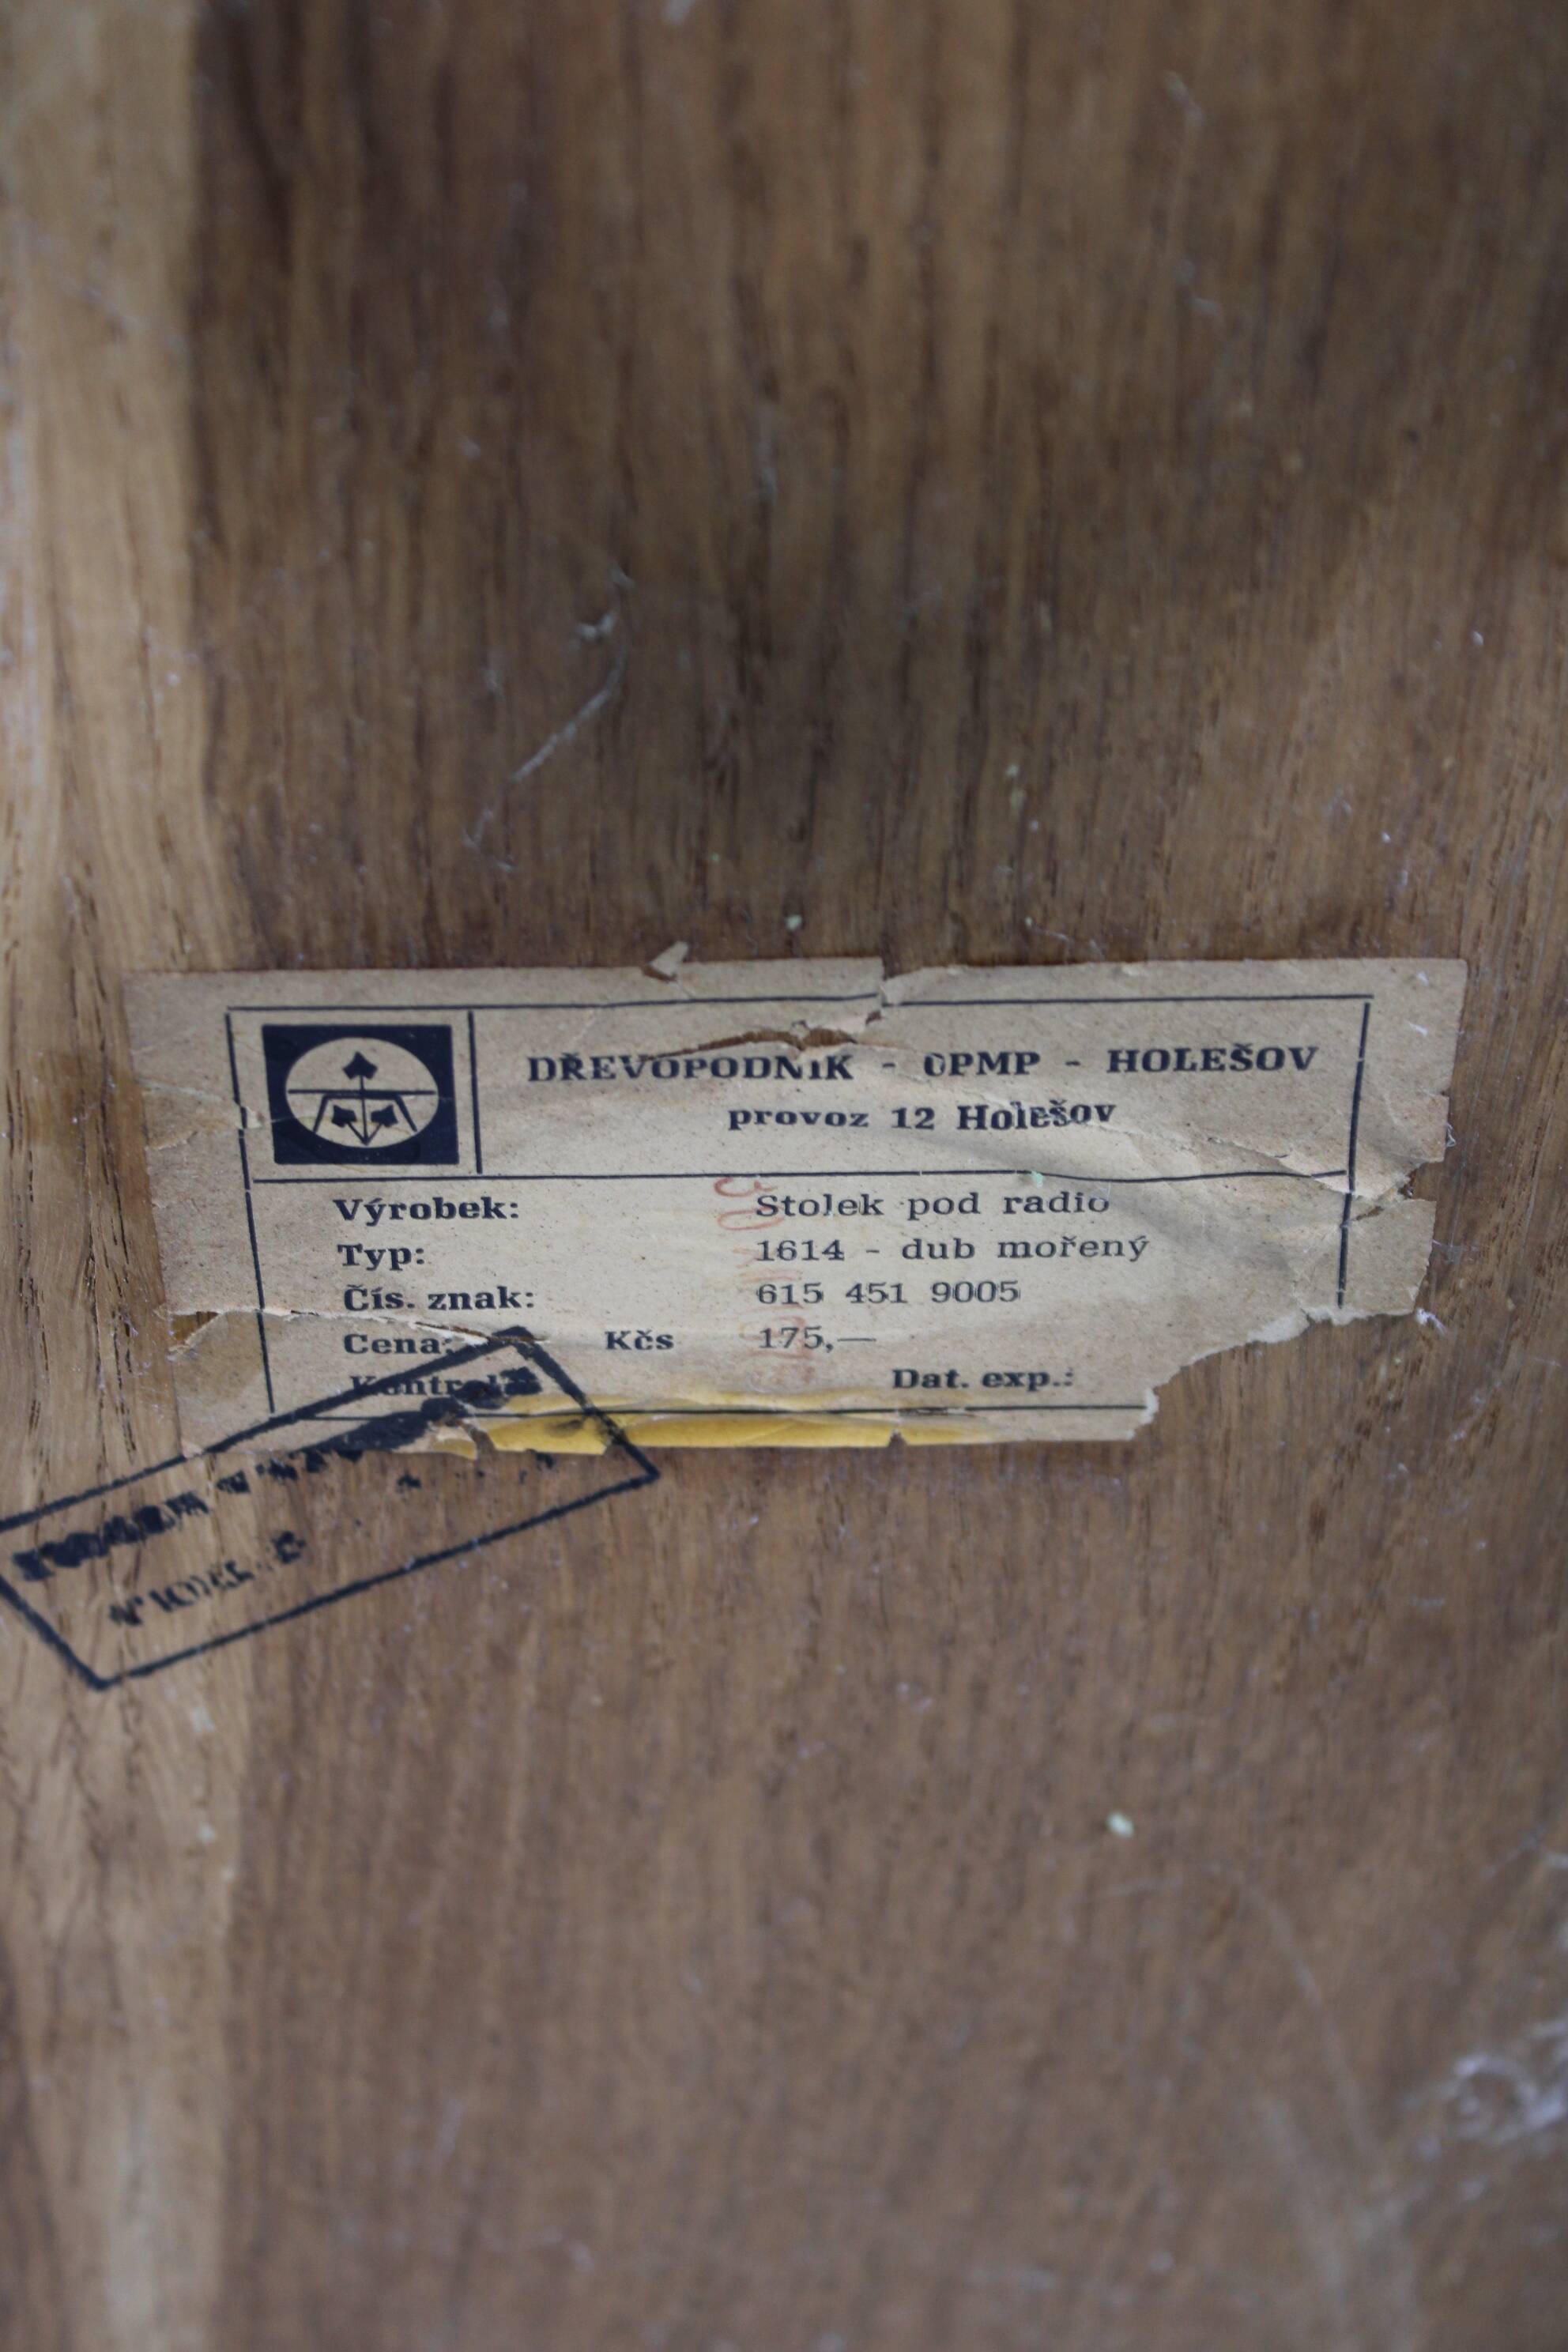 DŘEVOPODNIK - OPMP - HOLEŠOV
provoz 12 Holešov
Výrobek: Stolek pod radio
Typ: 1614 - dub mořený
Čís. znak: 615 451 9005
Cena: Kčs 175,—
Kontrola: Dat. exp.: